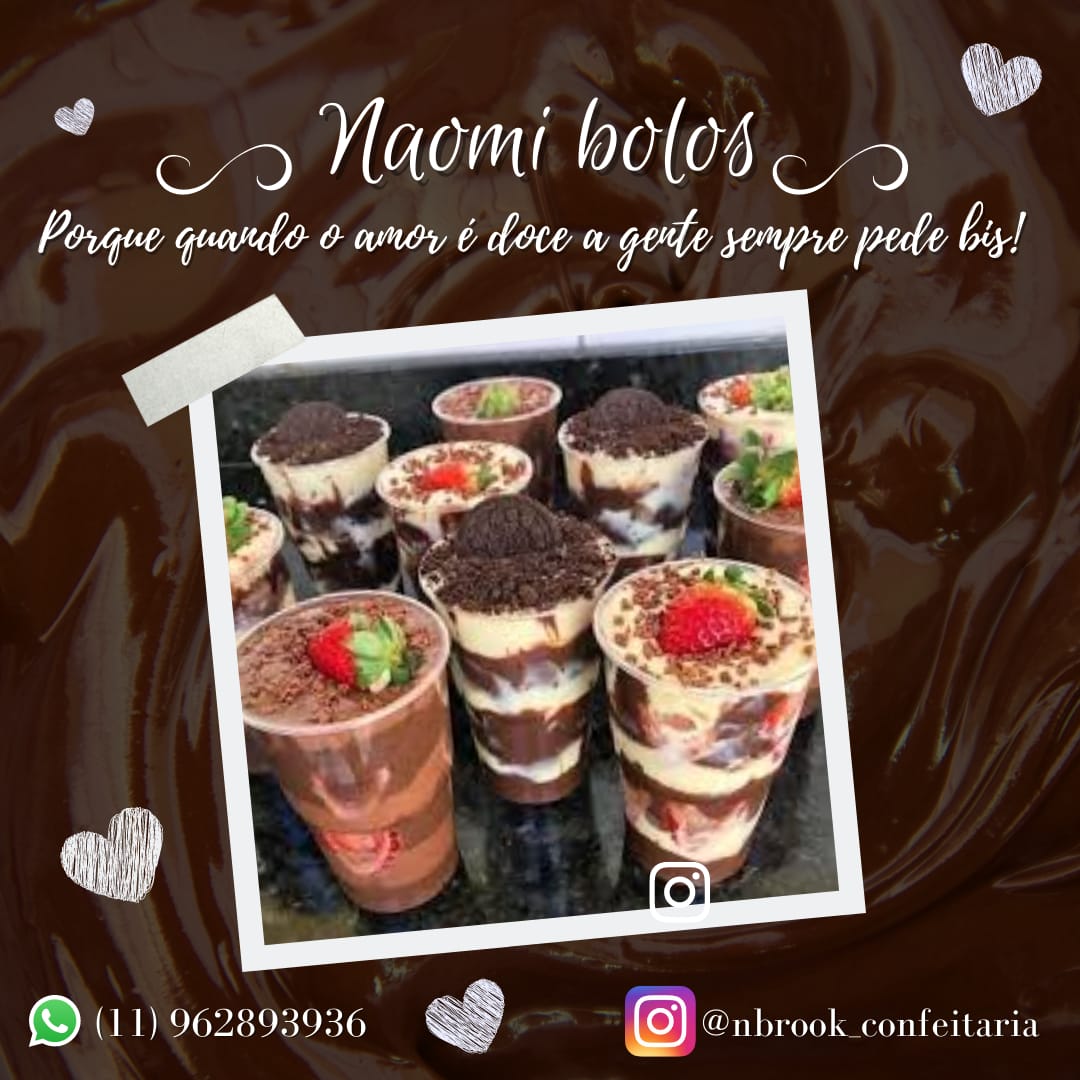 Naomi bolos
Porque quando o amor é doce a gente sempre pede bis!
(11) 962893936
@nbrook_confeitaria